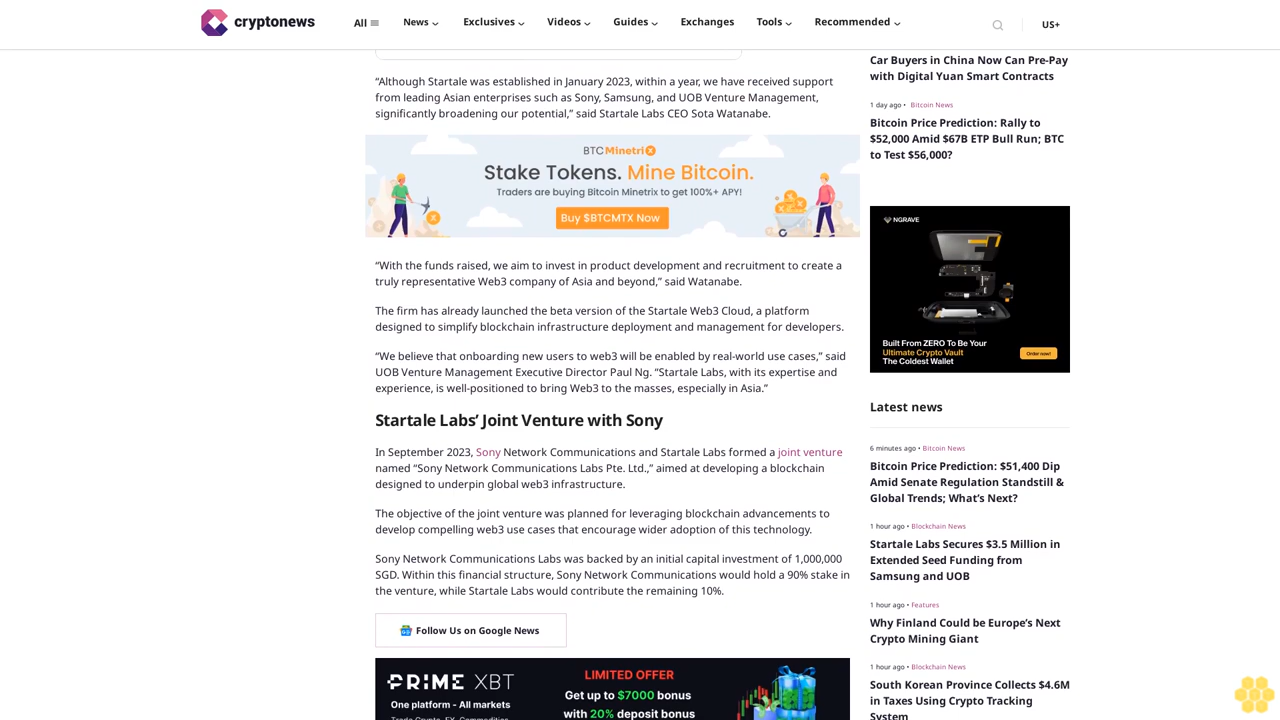 cryptonews
All
News
Exclusives
Videos
Guides
Exchanges
Tools
Recommended
US+
“Although Startale was established in January 2023, within a year, we have received support
from leading Asian enterprises such as Sony, Samsung, and UOB Venture Management,
significantly broadening our potential,” said Startale Labs CEO Sota Watanabe.
BTC Minetrix
Stake Tokens. Mine Bitcoin.
Traders are buying Bitcoin Minetrix to get 100%+ APY!
Buy $BTCMTX Now
“With the funds raised, we aim to invest in product development and recruitment to create a
truly representative Web3 company of Asia and beyond,” said Watanabe.
The firm has already launched the beta version of the Startale Web3 Cloud, a platform
designed to simplify blockchain infrastructure deployment and management for developers.
“We believe that onboarding new users to web3 will be enabled by real-world use cases,” said
UOB Venture Management Executive Director Paul Ng. “Startale Labs, with its expertise and
experience, is well-positioned to bring Web3 to the masses, especially in Asia.”
Startale Labs’ Joint Venture with Sony
In September 2023, Sony Network Communications and Startale Labs formed a joint venture
named “Sony Network Communications Labs Pte. Ltd.,” aimed at developing a blockchain
designed to underpin global web3 infrastructure.
The objective of the joint venture was planned for leveraging blockchain advancements to
develop compelling web3 use cases that encourage wider adoption of this technology.
Sony Network Communications Labs was backed by an initial capital investment of 1,000,000
SGD. Within this financial structure, Sony Network Communications would hold a 90% stake in
the venture, while Startale Labs would contribute the remaining 10%.
Follow Us on Google News
PRIME XBT
One platform - All markets
LIMITED OFFER
Get up to $7000 bonus
with 20% deposit bonus
Car Buyers in China Now Can Pre-Pay
with Digital Yuan Smart Contracts
1 day ago • Bitcoin News
Bitcoin Price Prediction: Rally to
$52,000 Amid $67B ETP Bull Run; BTC
to Test $56,000?
NGRAVE
Built From ZERO To Be Your
Ultimate Crypto Vault
The Coldest Wallet
Order now!
Latest news
6 minutes ago • Bitcoin News
Bitcoin Price Prediction: $51,400 Dip
Amid Senate Regulation Standstill &
Global Trends; What’s Next?
1 hour ago • Blockchain News
Startale Labs Secures $3.5 Million in
Extended Seed Funding from
Samsung and UOB
1 hour ago • Features
Why Finland Could be Europe’s Next
Crypto Mining Giant
1 hour ago • Blockchain News
South Korean Province Collects $4.6M
in Taxes Using Crypto Tracking
System